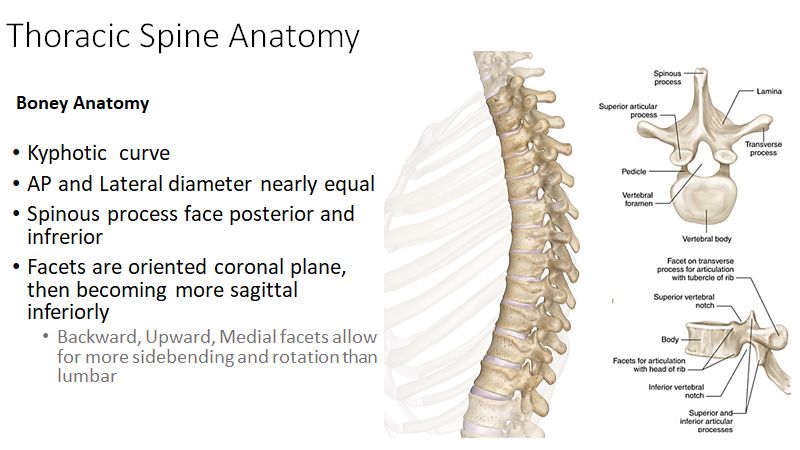 Thoracic Spine Anatomy
Boney Anatomy
• Kyphotic curve
• AP and Lateral diameter nearly equal
• Spinous process face posterior and
infrerior
• Facets are oriented coronal plane,
then becoming more sagittal
inferiorly
• Backward, Upward, Medial facets allow
for more sidebending and rotation than
lumbar
Spinous
process
Lamina
Superior articular
process
Transverse
process
Pedicle
Vertebral
foramen
Vertebral body
Facet on transverse
process for articulation
with tubercle of rib
Superior vertebral
notch
Body
Facets for articulation
with head of rib
Inferior vertebral
notch
Superior and
inferior articular
processes